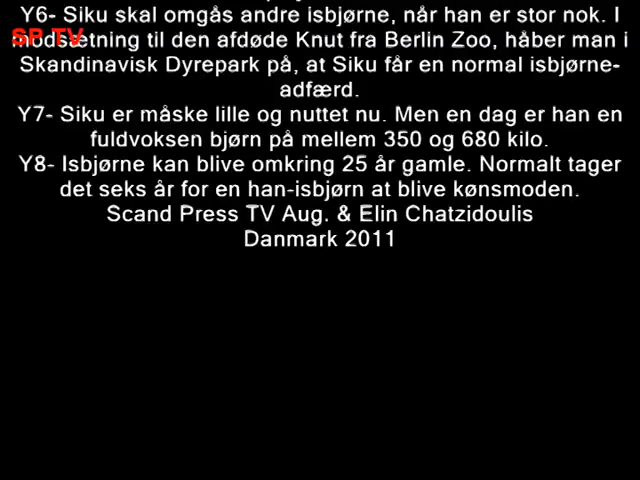 Y6- Siku skal omgås andre isbjørne, når han er stor nok. I
SP TV
modsætning til den afdøde Knut fra Berlin Zoo, håber man i
Skandinavisk Dyrepark på, at Siku får en normal isbjørne-
adfærd.
Y7- Siku er måske lille og nuttet nu. Men en dag er han en
fuldvoksen bjørn på mellem 350 og 680 kilo.
Y8- Isbjørne kan blive omkring 25 år gamle. Normalt tager
det seks år for en han-isbjørn at blive kønsmoden.
Scand Press TV Aug. & Elin Chatzidoulis
Danmark 2011